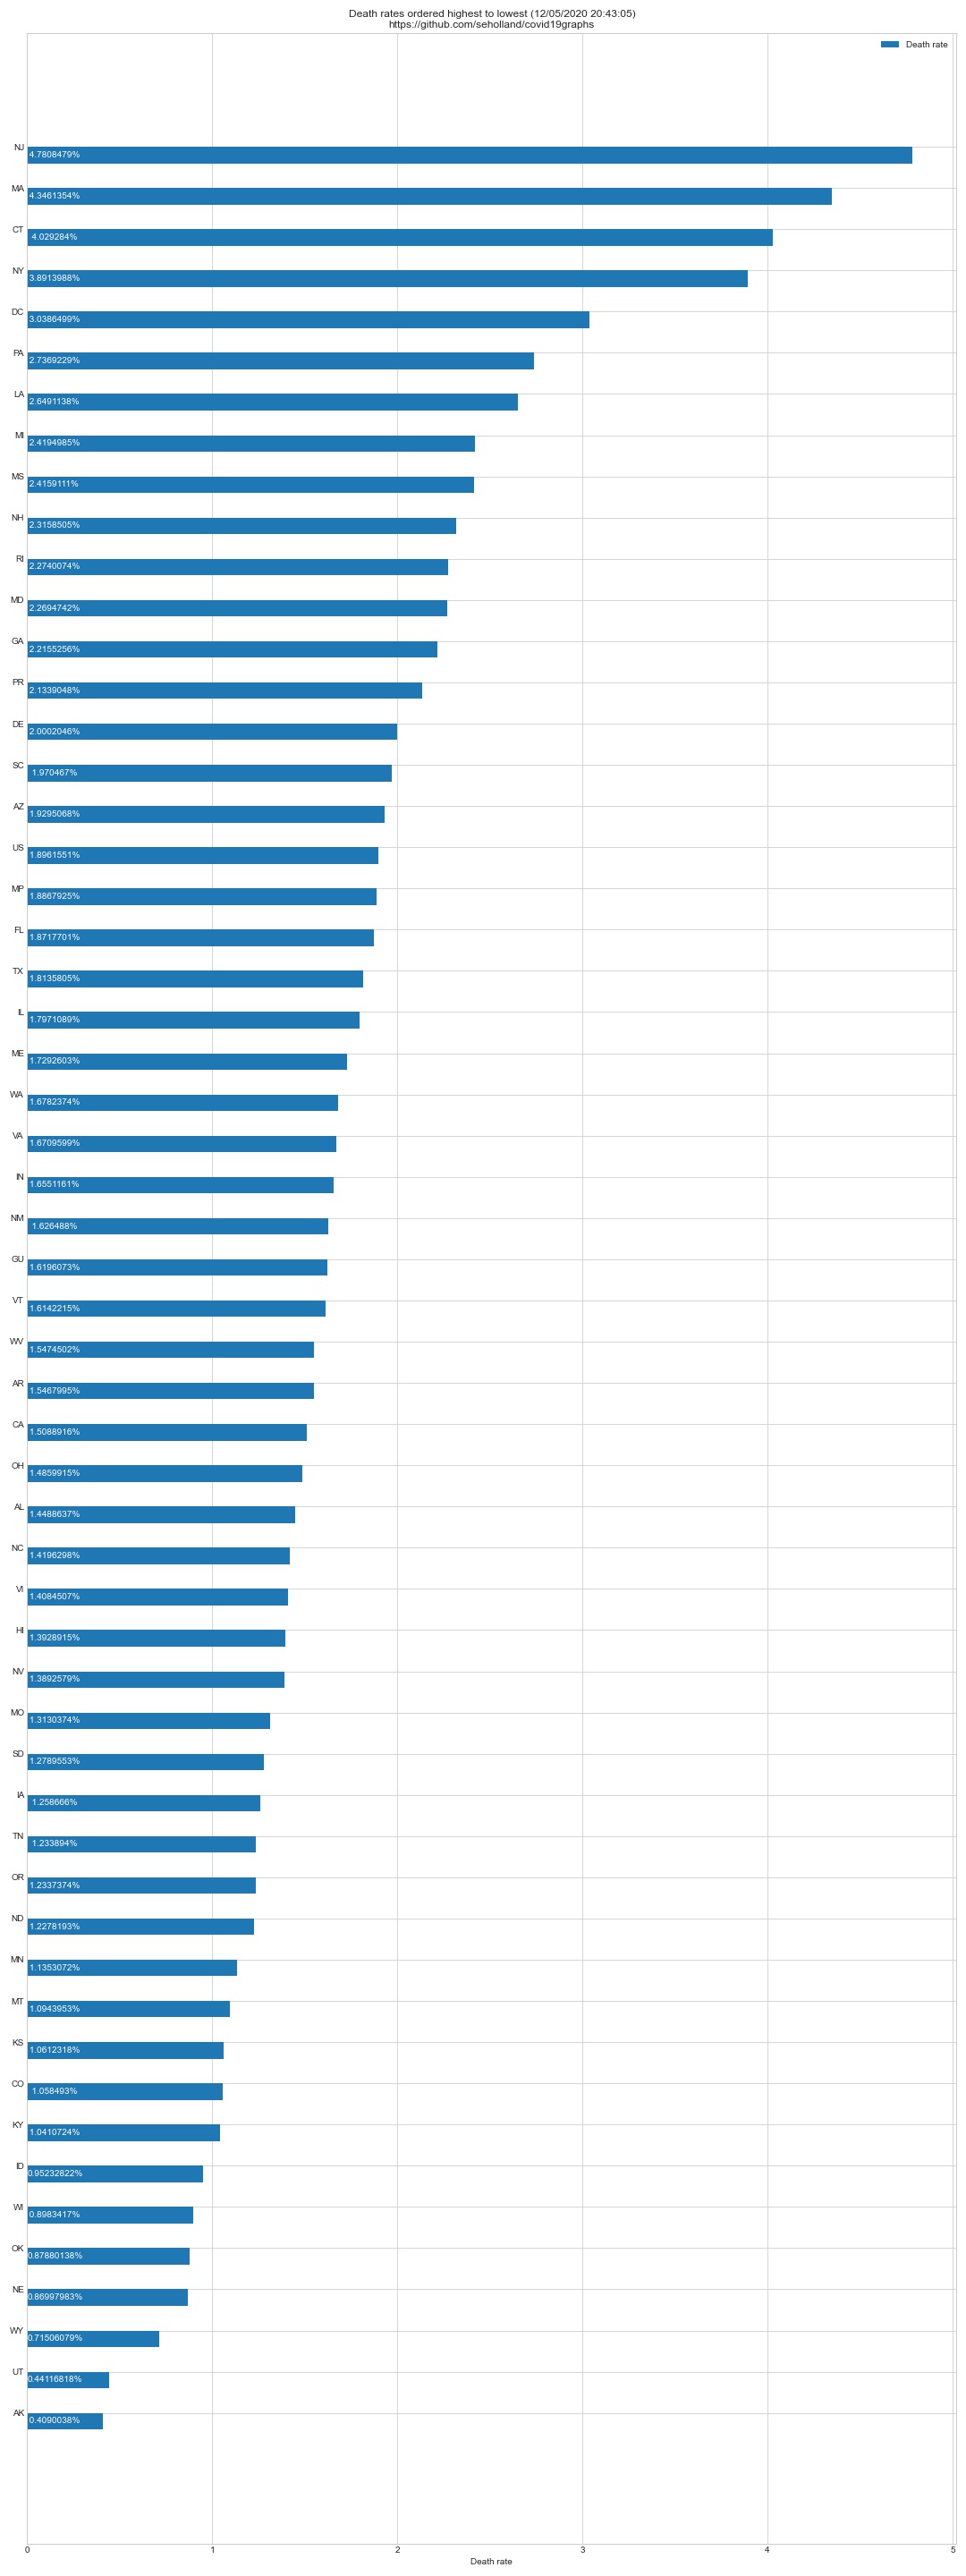 Death rates ordered highest to lowest (12/05/2020 20:43:05)
https://github.com/seholland/covid19graphs
Death rate
NJ 4.7808479%
MA 4.3461354%
CT 4.029284%
NY 3.8913988%
DC 3.0386499%
PA 2.7369229%
LA 2.6491138%
MI 2.4194985%
MS 2.4159111%
NH 2.3158505%
RI 2.2740074%
MD 2.2694742%
GA 2.2155256%
PR 2.1339048%
DE 2.0002046%
SC 1.970467%
AZ 1.9295068%
US 1.8961551%
MP 1.8867925%
FL 1.8717701%
TX 1.8135805%
IL 1.7971089%
ME 1.7292603%
WA 1.6782374%
VA 1.6709599%
IN 1.6551161%
NM 1.626488%
GU 1.6196073%
VT 1.6142215%
WV 1.5474502%
AR 1.5467995%
CA 1.5088916%
OH 1.4859915%
AL 1.4488637%
NC 1.4196298%
VI 1.4084507%
HI 1.3928915%
NV 1.3892579%
MO 1.3130374%
SD 1.2789553%
IA 1.258666%
TN 1.233894%
OR 1.2337374%
ND 1.2278193%
MN 1.1353072%
MT 1.0943953%
KS 1.0612318%
CO 1.058493%
KY 1.0410724%
ID 0.95232822%
WI 0.8983417%
OK 0.87880138%
NE 0.86997983%
WY 0.71506079%
UT 0.44116818%
AK 0.4090038%
0 1 2 3 4 5
Death rate